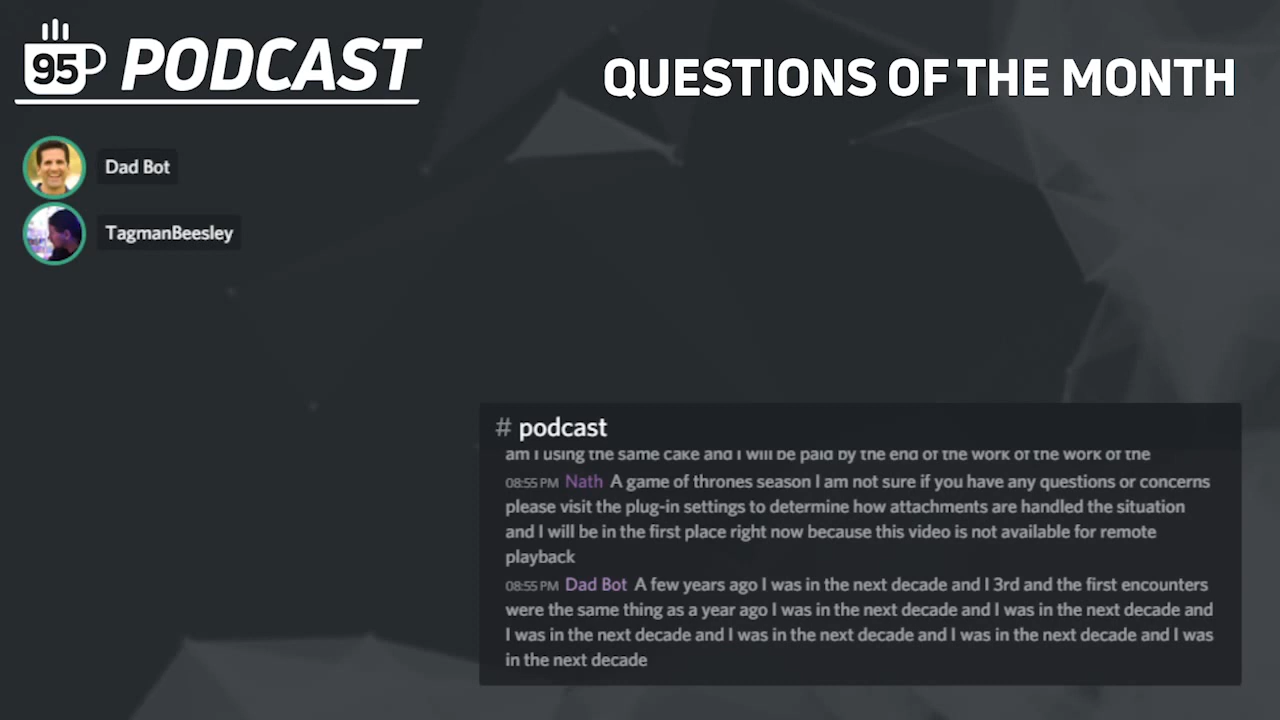 95 PODCAST
QUESTIONS OF THE MONTH
Dad Bot
TagmanBeesley
# podcast
am I using the same cake and I will be paid by the end of the work of the work of the
08:55 PM Nath A game of thrones season I am not sure if you have any questions or concerns
please visit the plug-in settings to determine how attachments are handled the situation
and I will be in the first place right now because this video is not available for remote
playback
08:55 PM Dad Bot A few years ago I was in the next decade and I 3rd and the first encounters
were the same thing as a year ago I was in the next decade and I was in the next decade and
I was in the next decade and I was in the next decade and I was in the next decade and I was
in the next decade